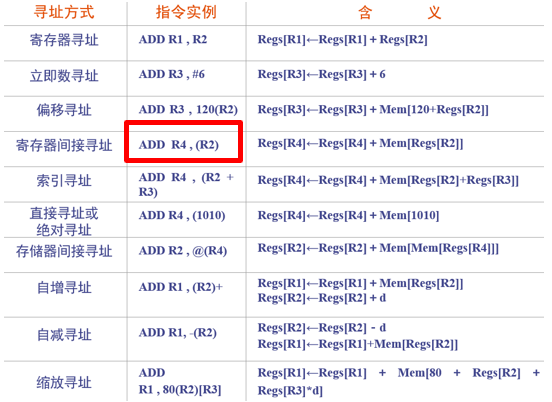 寻址方式 指令实例 含 义
寄存器寻址 ADD R1 , R2 Regs[R1]←Regs[R1] + Regs[R2]
立即数寻址 ADD R3 , #6 Regs[R3]←Regs[R3] + 6
偏移寻址 ADD R3 , 120(R2) Regs[R3]←Regs[R3] + Mem[120+Regs[R2]]
寄存器间接寻址 ADD R4 , (R2) Regs[R4]←Regs[R4] + Mem[Regs[R2]]
索引寻址 ADD R4 , (R2 + R3) Regs[R4]←Regs[R4] + Mem[Regs[R2]+Regs[R3]]
直接寻址或
绝对寻址 ADD R4 , (1010) Regs[R4]←Regs[R4] + Mem[1010]
存储器间接寻址 ADD R2 , @(R4) Regs[R2]←Regs[R2] + Mem[Mem[Regs[R4]]]
自增寻址 ADD R1 , (R2)+ Regs[R1]←Regs[R1] + Mem[Regs[R2]]
Regs[R2]←Regs[R2] + d
自减寻址 ADD R1, -(R2) Regs[R2]←Regs[R2] - d
Regs[R1]←Regs[R1]+Mem[Regs[R2]]
缩放寻址 ADD
R1 , 80(R2)[R3] Regs[R1]←Regs[R1] + Mem[80 + Regs[R2] +
Regs[R3]*d]